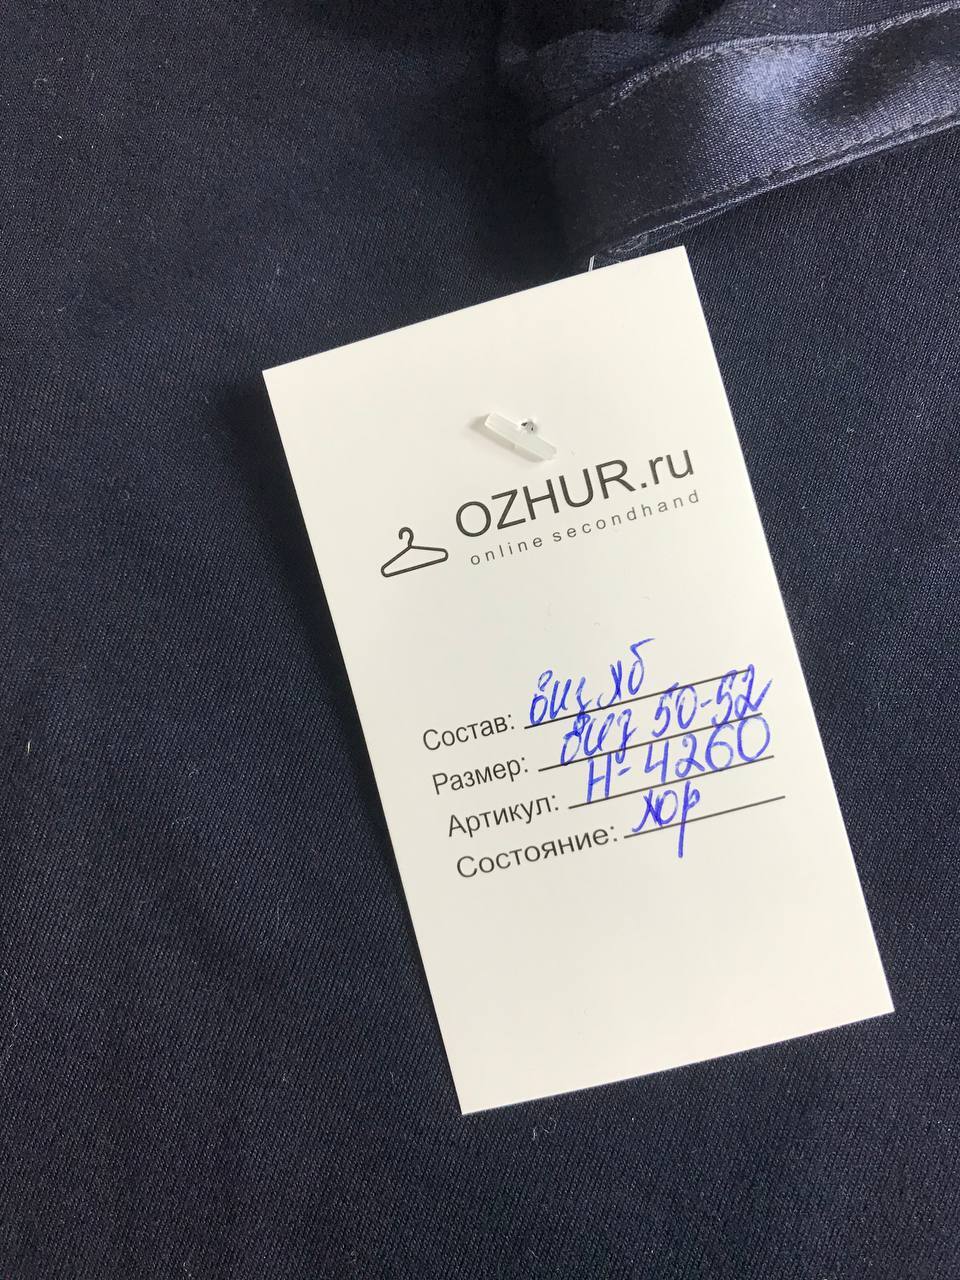 OZHUR.ru
online secondhand
Состав: виз хб
Размер: виз 50-52
Артикул: Н-4260
Состояние: хор